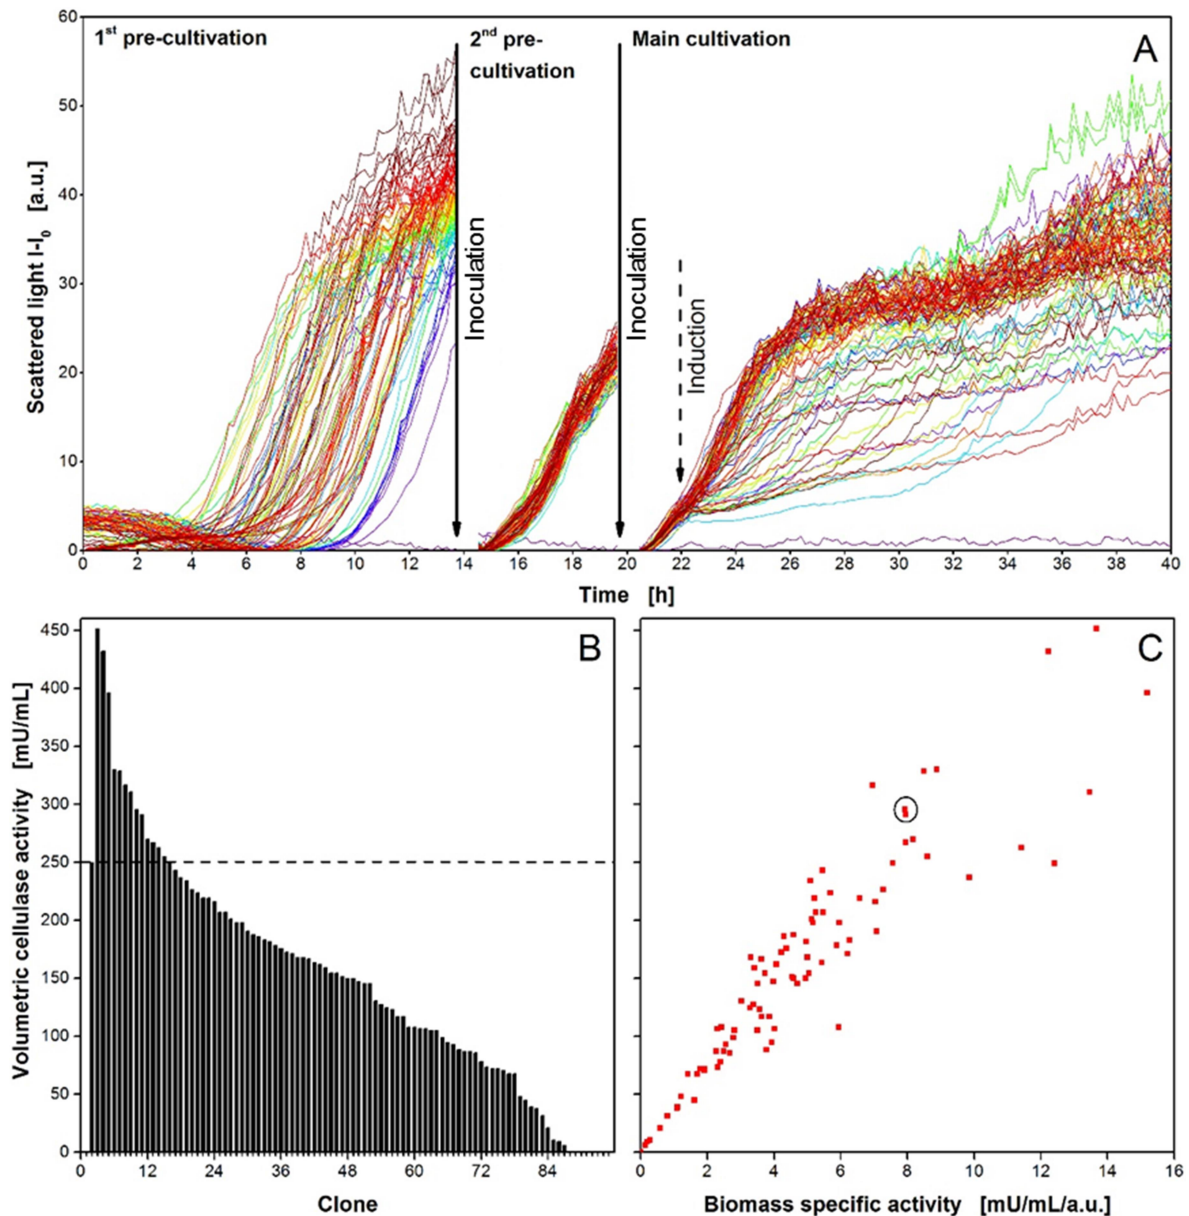 1st pre-cultivation
2nd pre-
cultivation
Main cultivation
A
Scattered light I-I0 [a.u.]
60
50
40
30
20
10
0
Inoculation
Inoculation
Induction
0 2 4 6 8 10 12 14 16 18 20 22 24 26 28 30 32 34 36 38 40
Time [h]
B
Volumetric cellulase activity [mU/mL]
450
400
350
300
250
200
150
100
50
0
0 12 24 36 48 60 72 84
Clone
C
0 2 4 6 8 10 12 14 16
Biomass specific activity [mU/mL/a.u.]